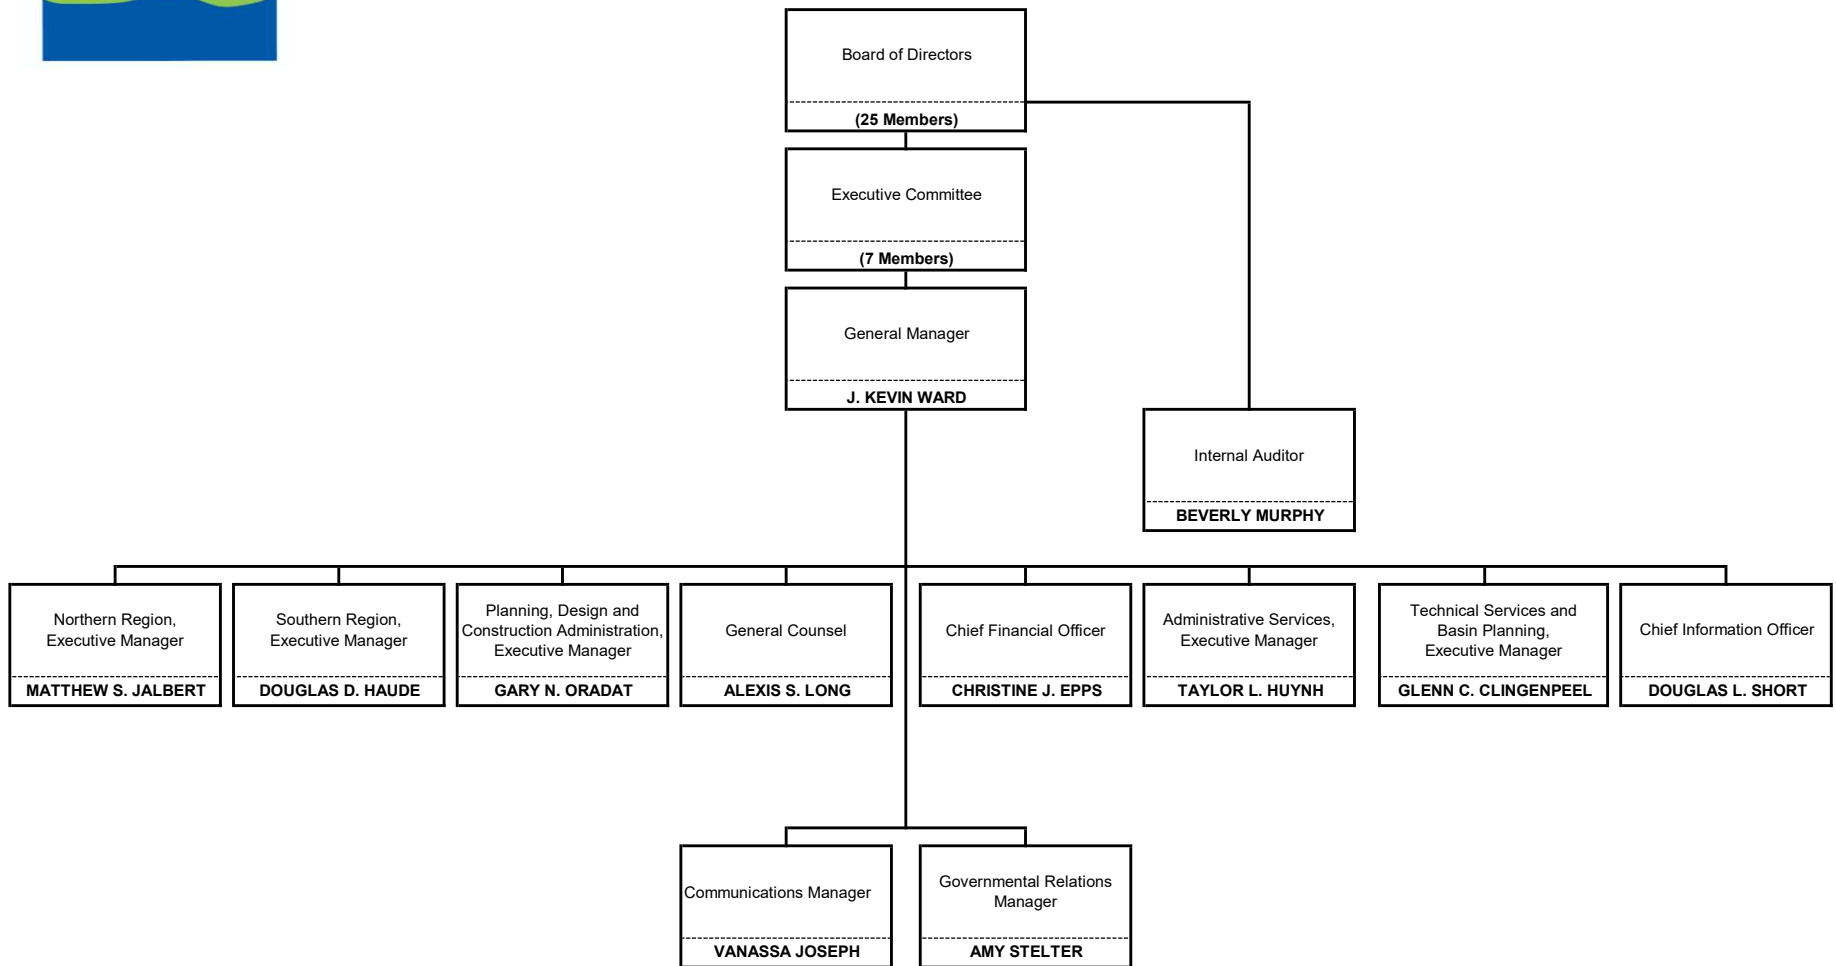 Board of Directors
(25 Members)
Executive Committee
(7 Members)
General Manager
J. KEVIN WARD
Internal Auditor
BEVERLY MURPHY
Northern Region,
Executive Manager
MATTHEW S. JALBERT
Southern Region,
Executive Manager
DOUGLAS D. HAUDE
Planning, Design and
Construction Administration,
Executive Manager
GARY N. ORADAT
General Counsel
ALEXIS S. LONG
Chief Financial Officer
CHRISTINE J. EPPS
Administrative Services,
Executive Manager
TAYLOR L. HUYNH
Technical Services and
Basin Planning,
Executive Manager
GLENN C. CLINGENPEEL
Chief Information Officer
DOUGLAS L. SHORT
Communications Manager
VANASSA JOSEPH
Governmental Relations
Manager
AMY STELTER